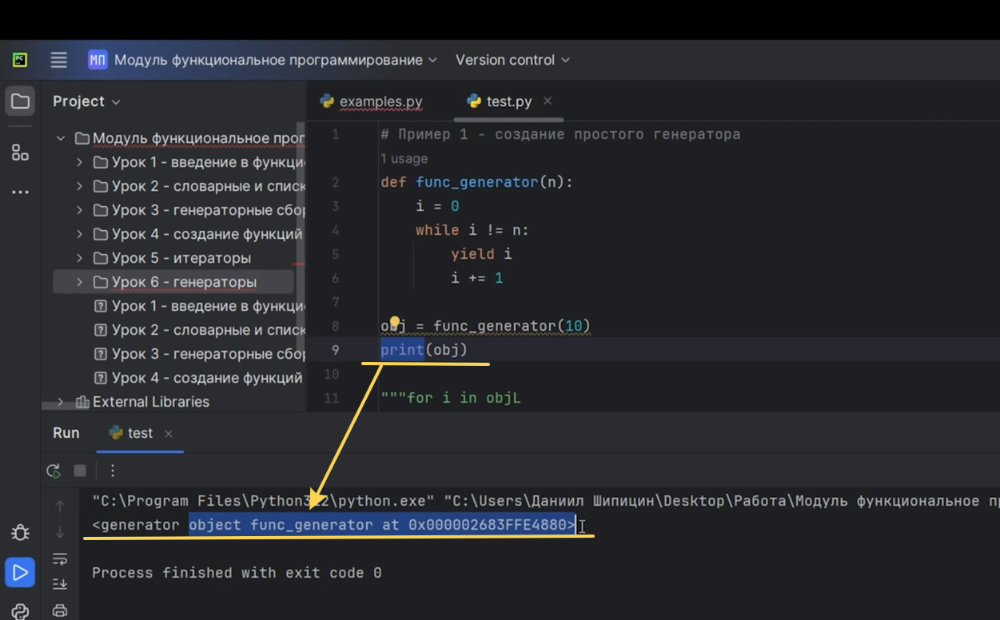 PC МП Модуль функциональное программирование Version control
Project
Модуль функциональное прог
Урок 1 - введение в функци
Урок 2 - словарные и списк
Урок 3 - генераторные сбор
Урок 4 - создание функций
Урок 5 - итераторы
Урок 6 - генераторы
Урок 1 - введение в функци
Урок 2 - словарные и списк
Урок 3 - генераторные сбор
Урок 4 - создание функций
External Libraries
examples.py test.py
1 # Пример 1 - создание простого генератора
1 usage
2 def func_generator(n):
3 i = 0
4 while i != n:
5 yield i
6 i += 1
7
8 obj = func_generator(10)
9 print(obj)
10
11 """for i in objL
Run test
"C:\Program Files\Python312\python.exe" "C:\Users\Даниил Шипицин\Desktop\Работа\Модуль функциональное пр
<generator object func_generator at 0x000002683FFE4880>
Process finished with exit code 0